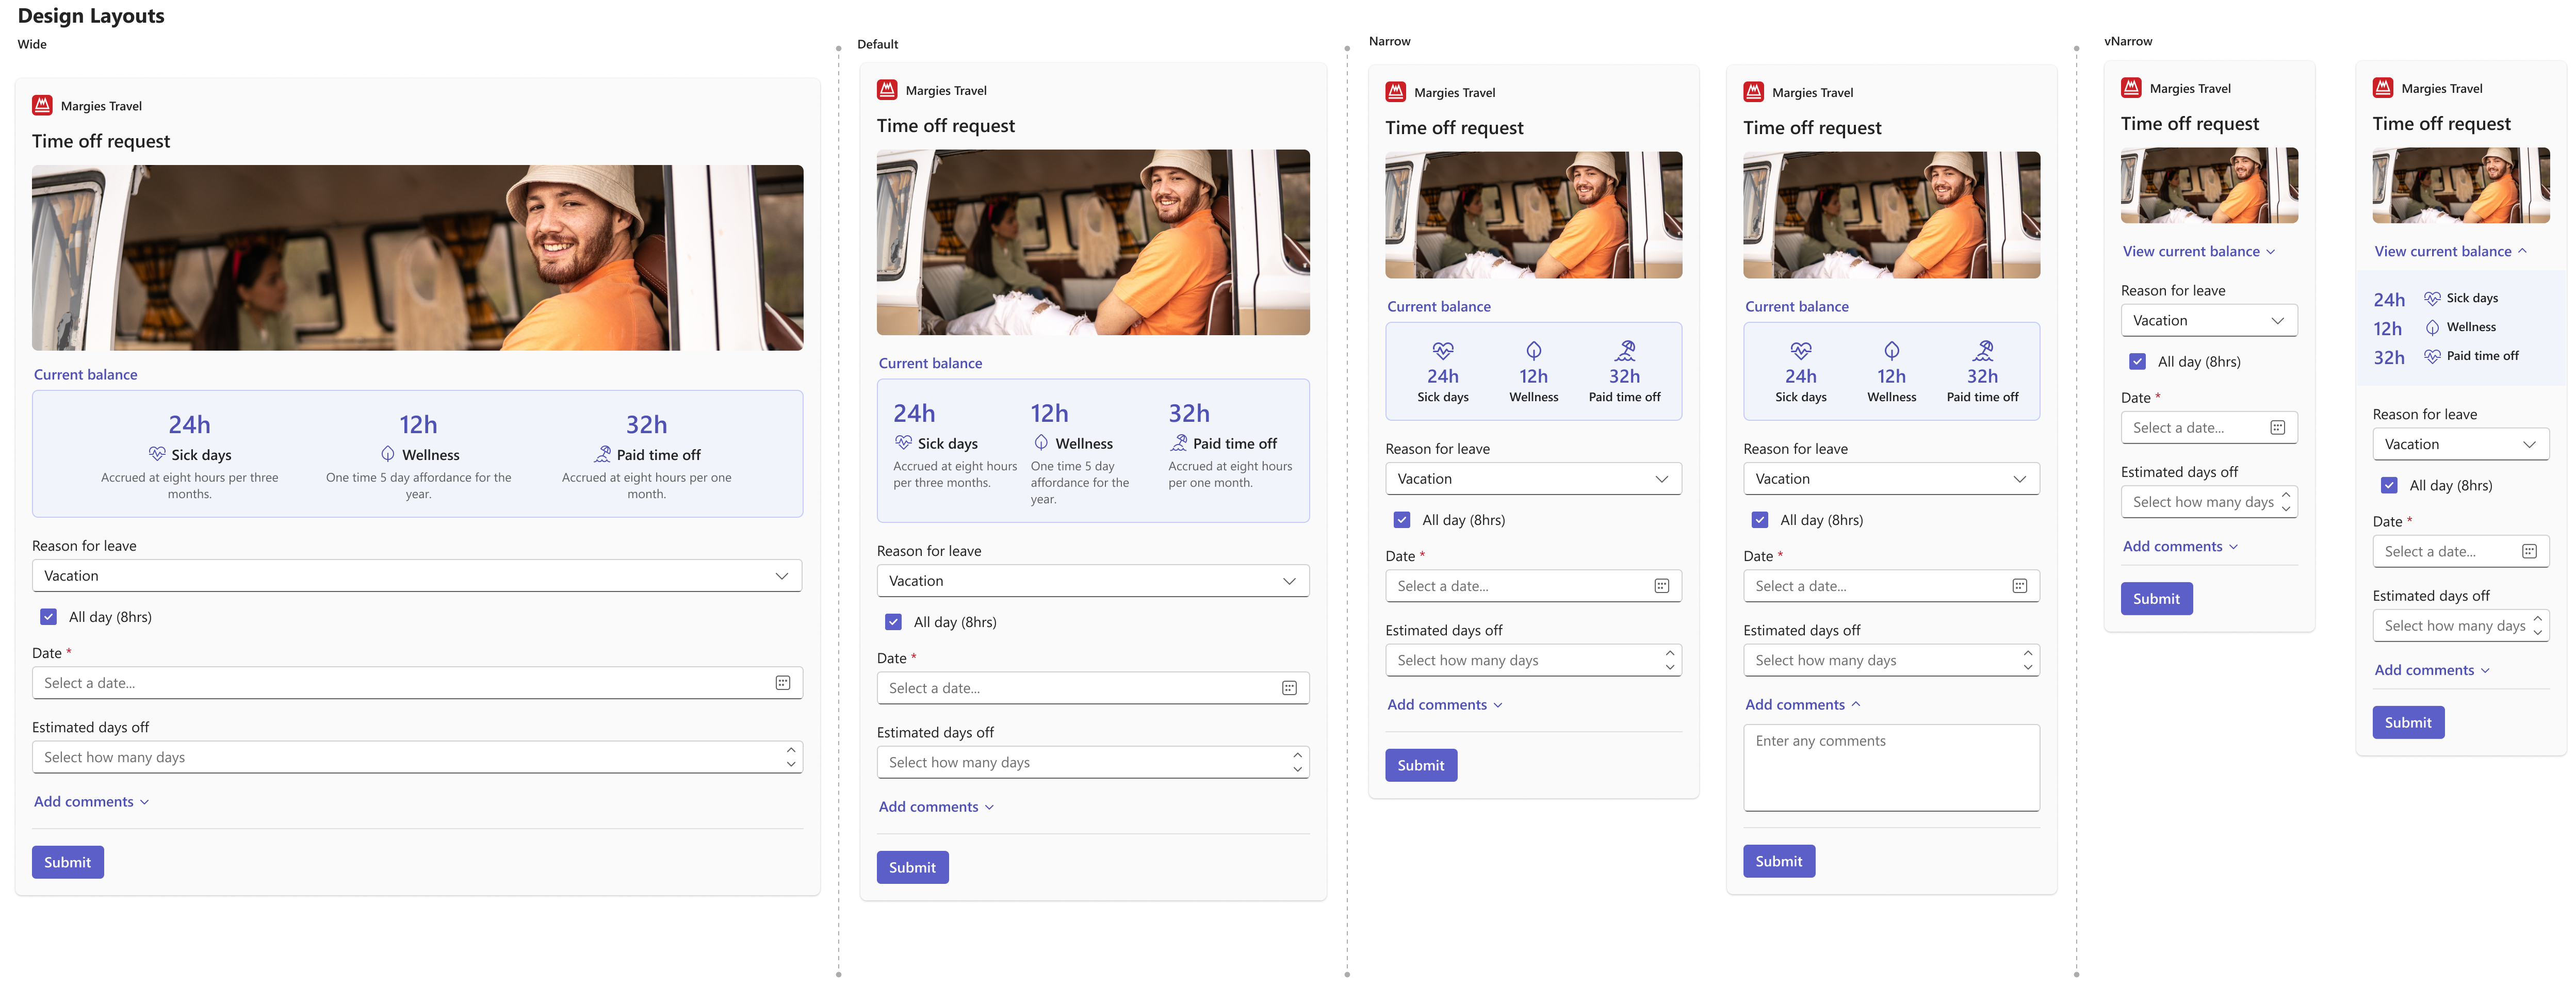 Design Layouts
Wide
Margies Travel
Time off request
Current balance
24h
Sick days
Accrued at eight hours per three
months.
12h
Wellness
One time 5 day affordance for the
year.
32h
Paid time off
Accrued at eight hours per one
month.
Reason for leave
Vacation
All day (8hrs)
Date *
Select a date...
Estimated days off
Select how many days
Add comments
Submit
Default
Margies Travel
Time off request
Current balance
24h
Sick days
Accrued at eight hours
per three months.
12h
Wellness
One time 5 day
affordance for the
year.
32h
Paid time off
Accrued at eight hours
per one month.
Reason for leave
Vacation
All day (8hrs)
Date *
Select a date...
Estimated days off
Select how many days
Add comments
Submit
Narrow
Margies Travel
Time off request
Current balance
24h
Sick days
12h
Wellness
32h
Paid time off
Reason for leave
Vacation
All day (8hrs)
Date *
Select a date...
Estimated days off
Select how many days
Add comments
Submit
Margies Travel
Time off request
Current balance
24h
Sick days
12h
Wellness
32h
Paid time off
Reason for leave
Vacation
All day (8hrs)
Date *
Select a date...
Estimated days off
Select how many days
Add comments
Enter any comments
Submit
vNarrow
Margies Travel
Time off request
View current balance
Reason for leave
Vacation
All day (8hrs)
Date *
Select a date...
Estimated days off
Select how many days
Add comments
Submit
Margies Travel
Time off request
View current balance
24h Sick days
12h Wellness
32h Paid time off
Reason for leave
Vacation
All day (8hrs)
Date *
Select a date...
Estimated days off
Select how many days
Add comments
Submit